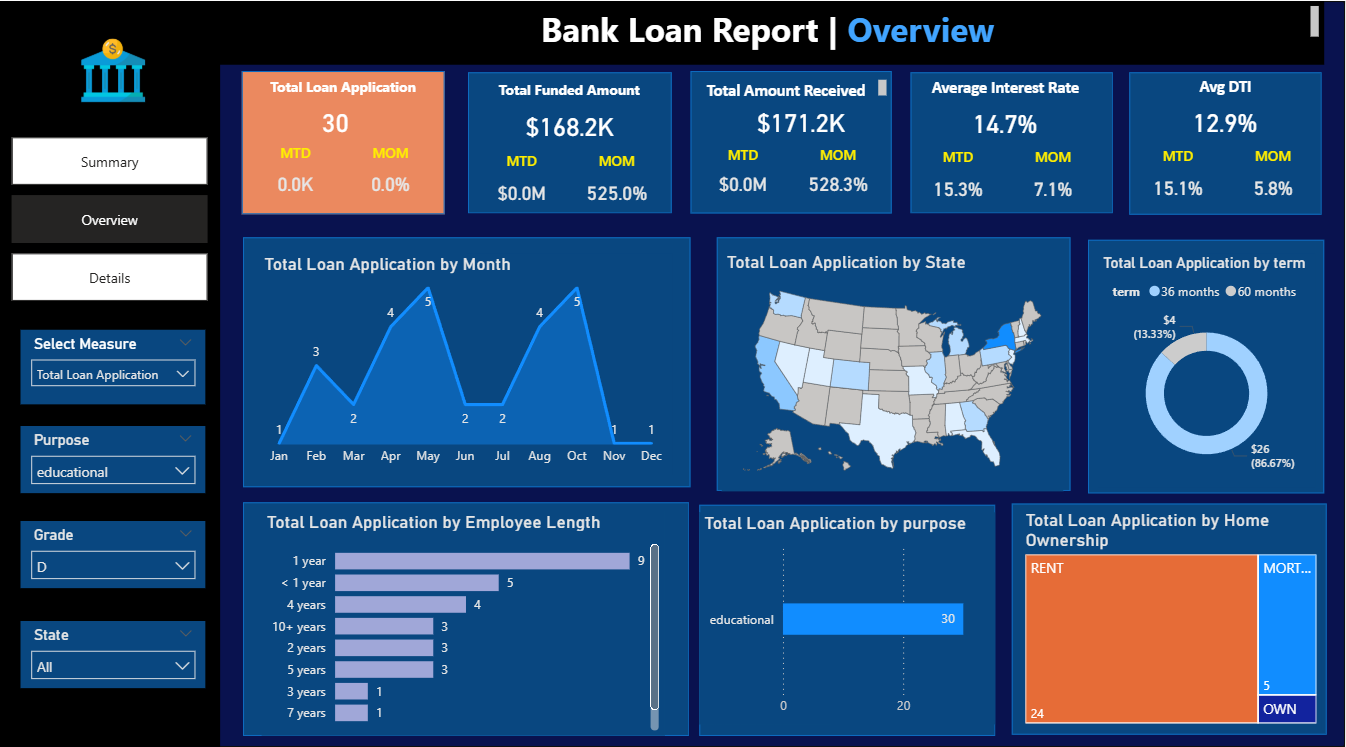 Bank Loan Report | Overview
$
Summary
Overview
Details
Select Measure
Total Loan Application
Purpose
educational
Grade
D
State
All
Total Loan Application
30
MTD MOM
0.0K 0.0%
Total Funded Amount
$168.2K
MTD MOM
$0.0M 525.0%
Total Amount Received
$171.2K
MTD MOM
$0.0M 528.3%
Average Interest Rate
14.7%
MTD MOM
15.3% 7.1%
Avg DTI
12.9%
MTD MOM
15.1% 5.8%
Total Loan Application by Month
1 3 2 4 5 2 2 4 5 1 1
Jan Feb Mar Apr May Jun Jul Aug Oct Nov Dec
Total Loan Application by State
Total Loan Application by term
term 36 months 60 months
$4
(13.33%)
$26
(86.67%)
Total Loan Application by Employee Length
1 year 9
< 1 year 5
4 years 4
10+ years 3
2 years 3
5 years 3
3 years 1
7 years 1
Total Loan Application by purpose
educational 30
0 20
Total Loan Application by Home
Ownership
RENT
24
MORT...
5
OWN